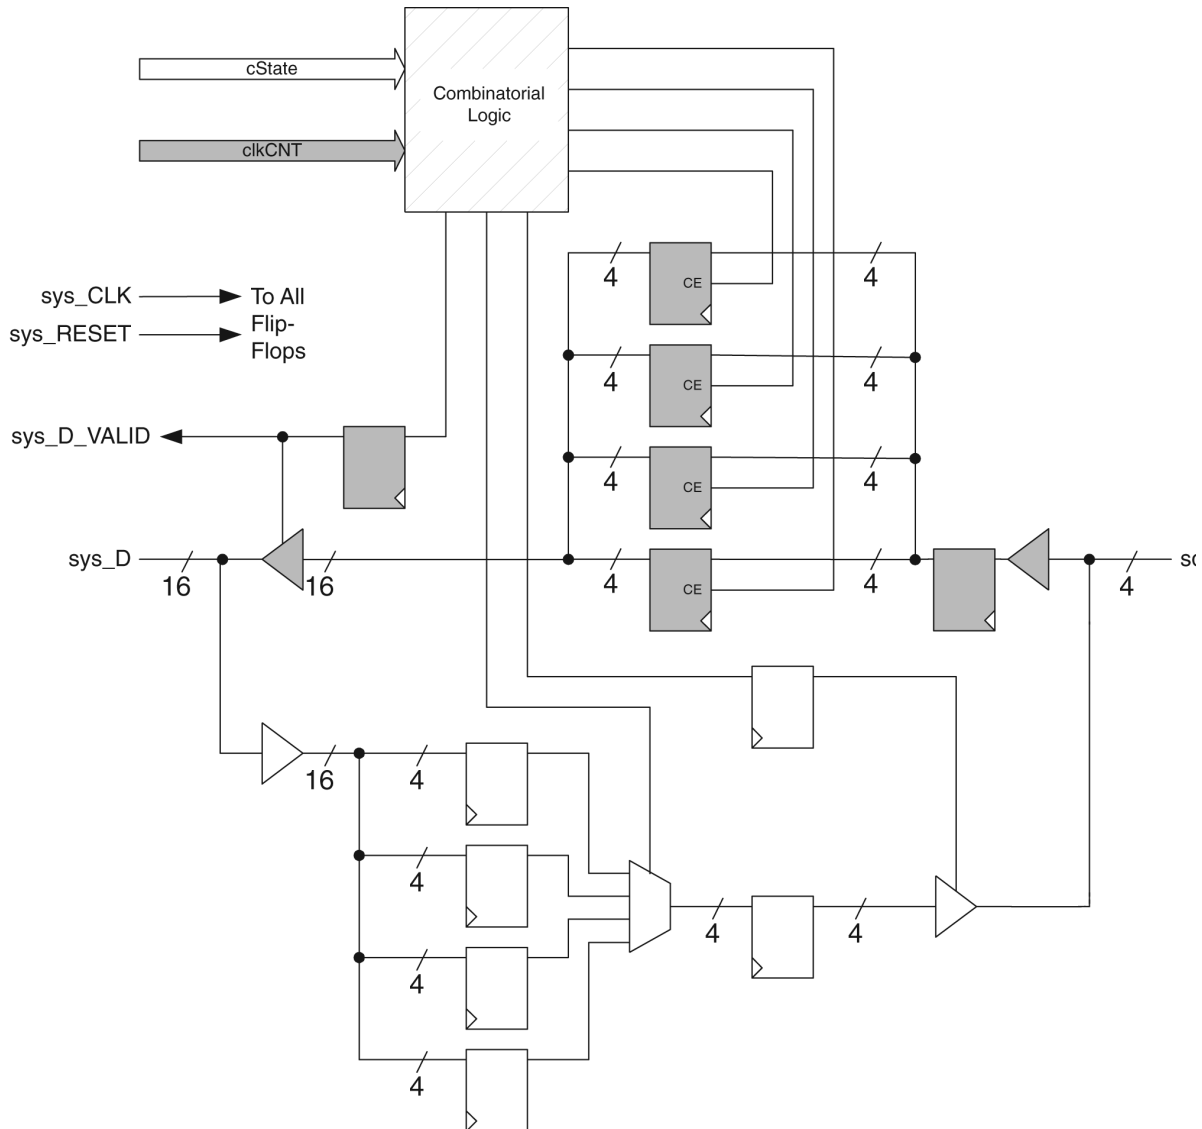 cState
Combinatorial
Logic
clkCNT
4
4
CE
sys_CLK
To All
Flip-
Flops
sys_RESET
4
4
CE
sys_D_VALID
4
4
CE
sys_D
16
16
4
4
CE
4
16
4
4
4
4
4
4